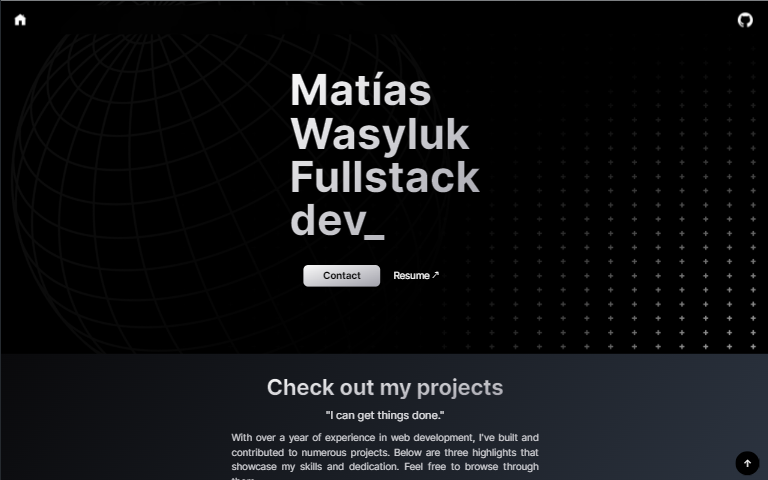 Matías
Wasyluk
Fullstack
dev_
Contact
Resume ↗
Check out my projects
"I can get things done."
With over a year of experience in web development, I've built and
contributed to numerous projects. Below are three highlights that
showcase my skills and dedication. Feel free to browse through